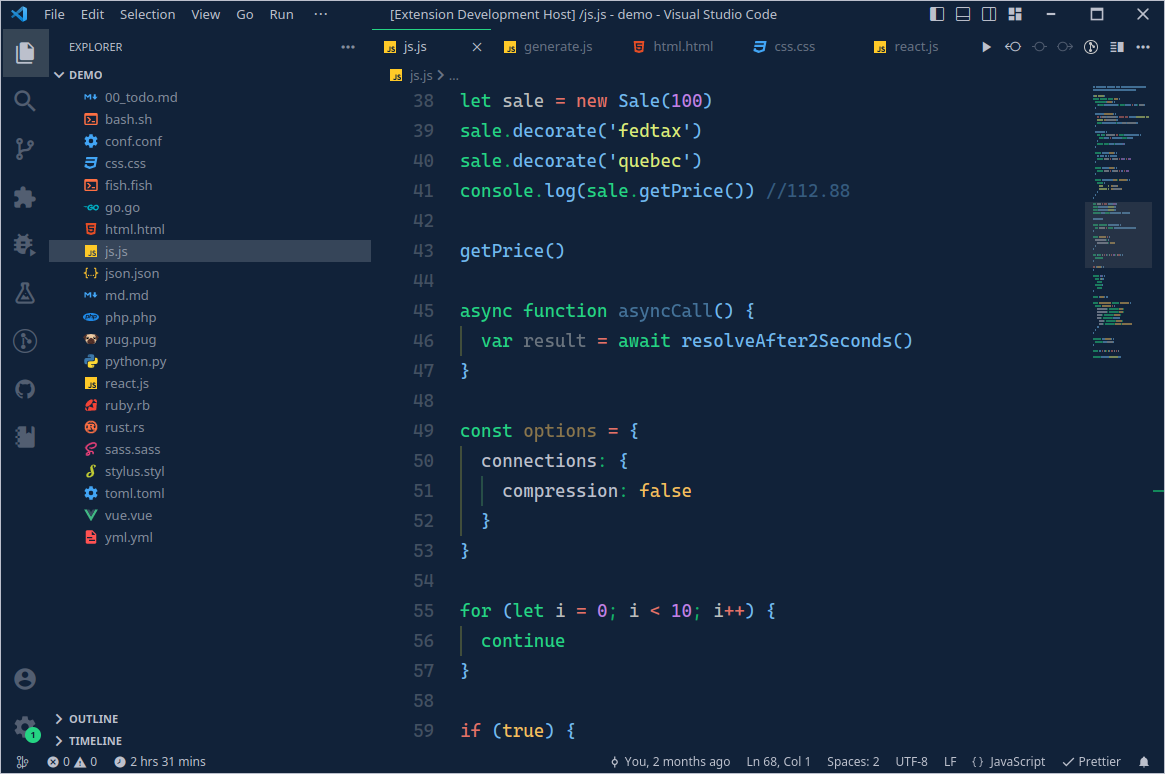 File Edit Selection View Go Run ··· [Extension Development Host] /js.js - demo - Visual Studio Code
EXPLORER
DEMO
00_todo.md
bash.sh
conf.conf
css.css
fish.fish
go.go
html.html
js.js
json.json
md.md
php.php
pug.pug
python.py
react.js
ruby.rb
rust.rs
sass.sass
stylus.styl
toml.toml
vue.vue
yml.yml
OUTLINE
TIMELINE
js.js generate.js html.html css.css react.js
js.js > ...
38 let sale = new Sale(100)
39 sale.decorate('fedtax')
40 sale.decorate('quebec')
41 console.log(sale.getPrice()) //112.88
42
43 getPrice()
44
45 async function asyncCall() {
46 var result = await resolveAfter2Seconds()
47 }
48
49 const options = {
50 connections: {
51 compression: false
52 }
53 }
54
55 for (let i = 0; i < 10; i++) {
56 continue
57 }
58
59 if (true) {
1
0 0 2 hrs 31 mins You, 2 months ago Ln 68, Col 1 Spaces: 2 UTF-8 LF {} JavaScript Prettier